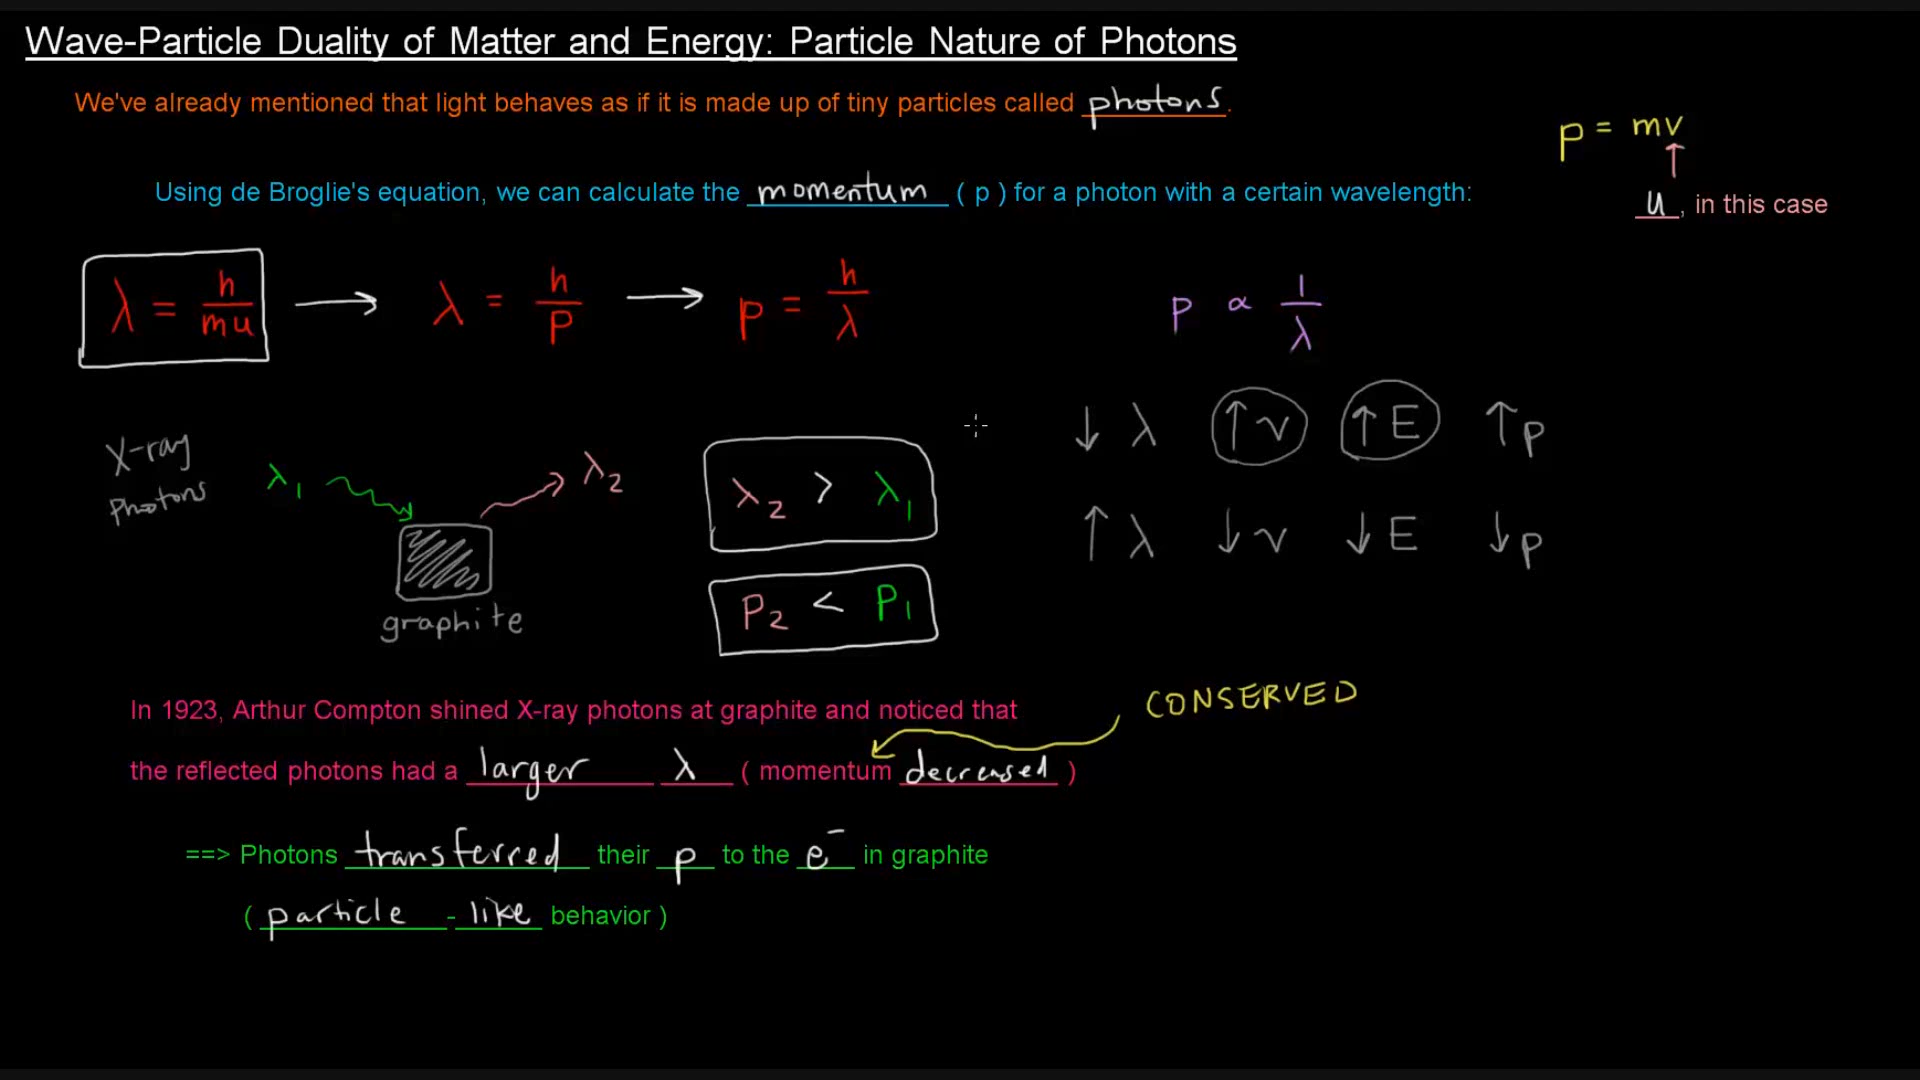 Wave-Particle Duality of Matter and Energy: Particle Nature of Photons
We've already mentioned that light behaves as if it is made up of tiny particles called photons.
p = mv
↑
Using de Broglie's equation, we can calculate the momentum ( p ) for a photon with a certain wavelength:
u, in this case
λ = h/mu → λ = h/p → p = h/λ
p ∝ 1/λ
↓ λ ↑ ν ↑ E ↑ p
↑ λ ↓ ν ↓ E ↓ p
X-ray
Photons
λ1
λ2
graphite
λ2 > λ1
P2 < P1
In 1923, Arthur Compton shined X-ray photons at graphite and noticed that
CONSERVED
the reflected photons had a larger λ ( momentum decreased )
==> Photons transferred their p to the e⁻ in graphite
( particle - like behavior )